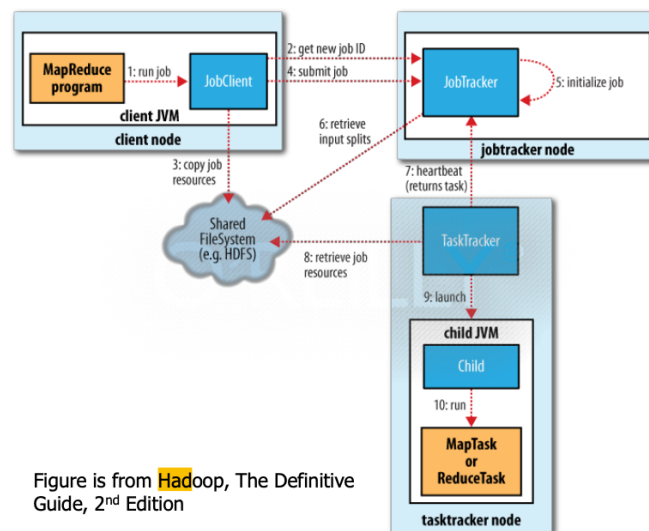 MapReduce
program
1: run job
JobClient
client JVM
client node
2: get new job ID
4: submit job
JobTracker
5: initialize job
jobtracker node
3: copy job
resources
6: retrieve
input splits
7: heartbeat
(returns task)
Shared
FileSystem
(e.g. HDFS)
8: retrieve job
resources
TaskTracker
9: launch
child JVM
Child
10: run
MapTask
or
ReduceTask
tasktracker node
Figure is from Hadoop, The Definitive
Guide, 2nd Edition